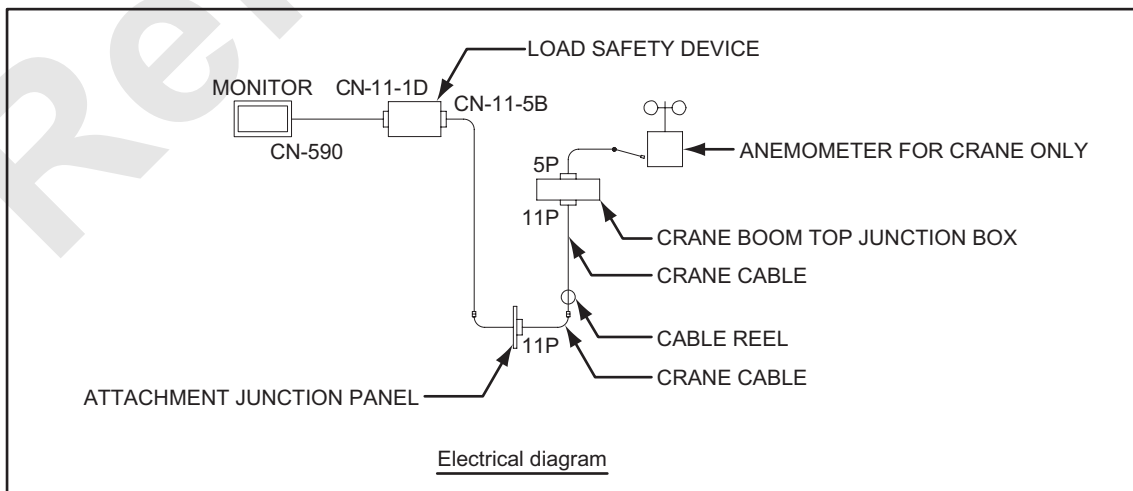 LOAD SAFETY DEVICE
MONITOR
CN-11-1D
CN-11-5B
CN-590
ANEMOMETER FOR CRANE ONLY
5P
11P
CRANE BOOM TOP JUNCTION BOX
CRANE CABLE
CABLE REEL
11P
CRANE CABLE
ATTACHMENT JUNCTION PANEL
Electrical diagram
Re